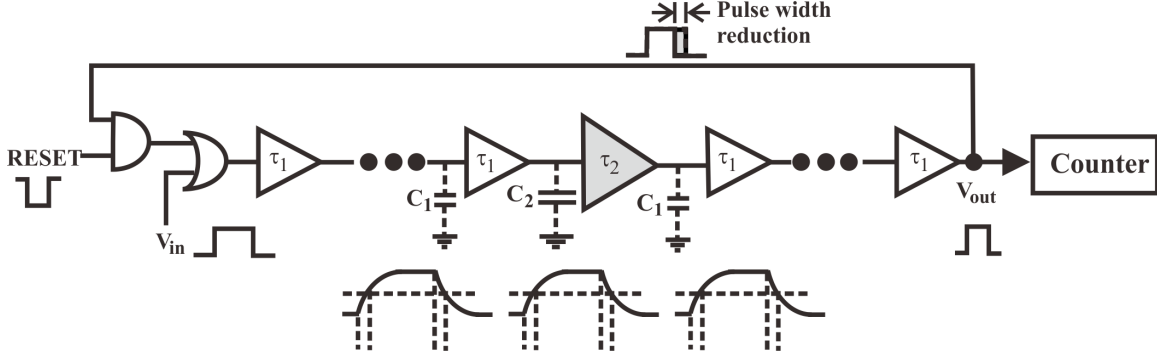 Pulse width
reduction
RESET
τ1
τ1
τ2
τ1
τ1
Counter
C1
C2
C1
Vin
Vout